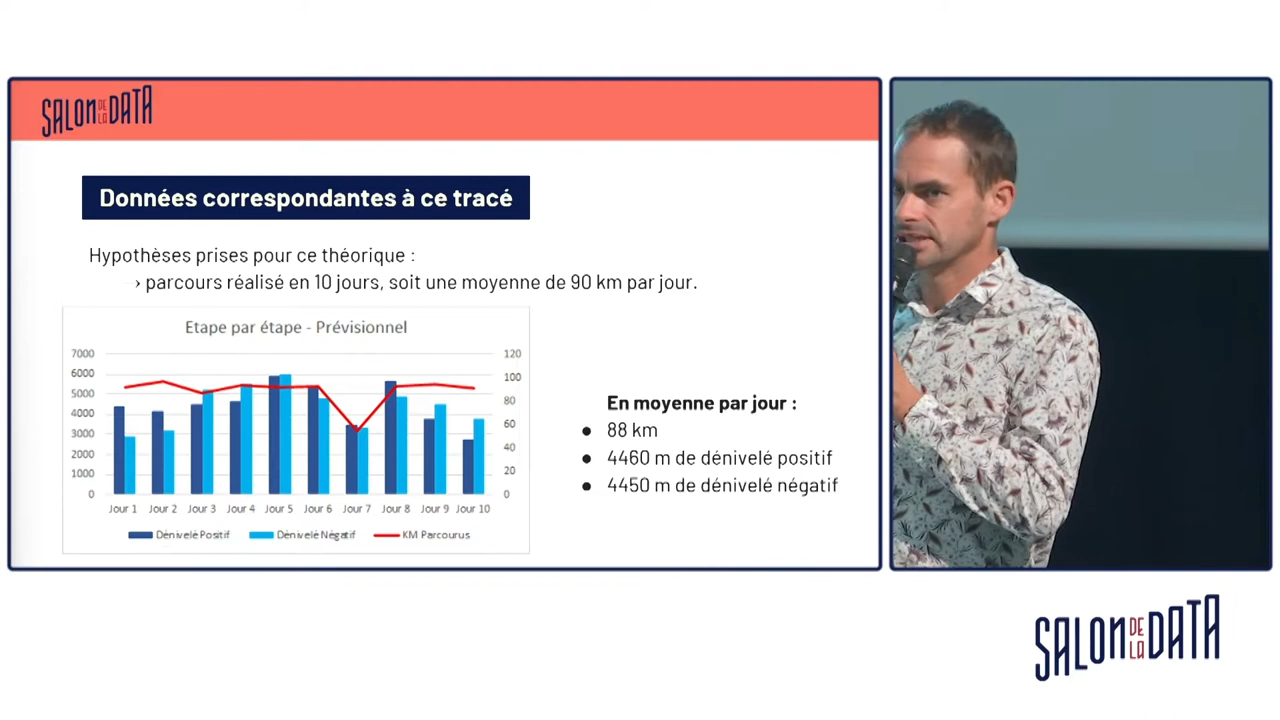 SALON DE LA DATA
Données correspondantes à ce tracé
Hypothèses prises pour ce théorique :
› parcours réalisé en 10 jours, soit une moyenne de 90 km par jour.
Etape par étape - Prévisionnel
7000
6000
5000
4000
3000
2000
1000
0
120
100
80
60
40
20
0
Jour 1 Jour 2 Jour 3 Jour 4 Jour 5 Jour 6 Jour 7 Jour 8 Jour 9 Jour 10
Dénivelé Positif Dénivelé Négatif KM Parcourus
En moyenne par jour :
● 88 km
● 4460 m de dénivelé positif
● 4450 m de dénivelé négatif
SALON DE LA DATA